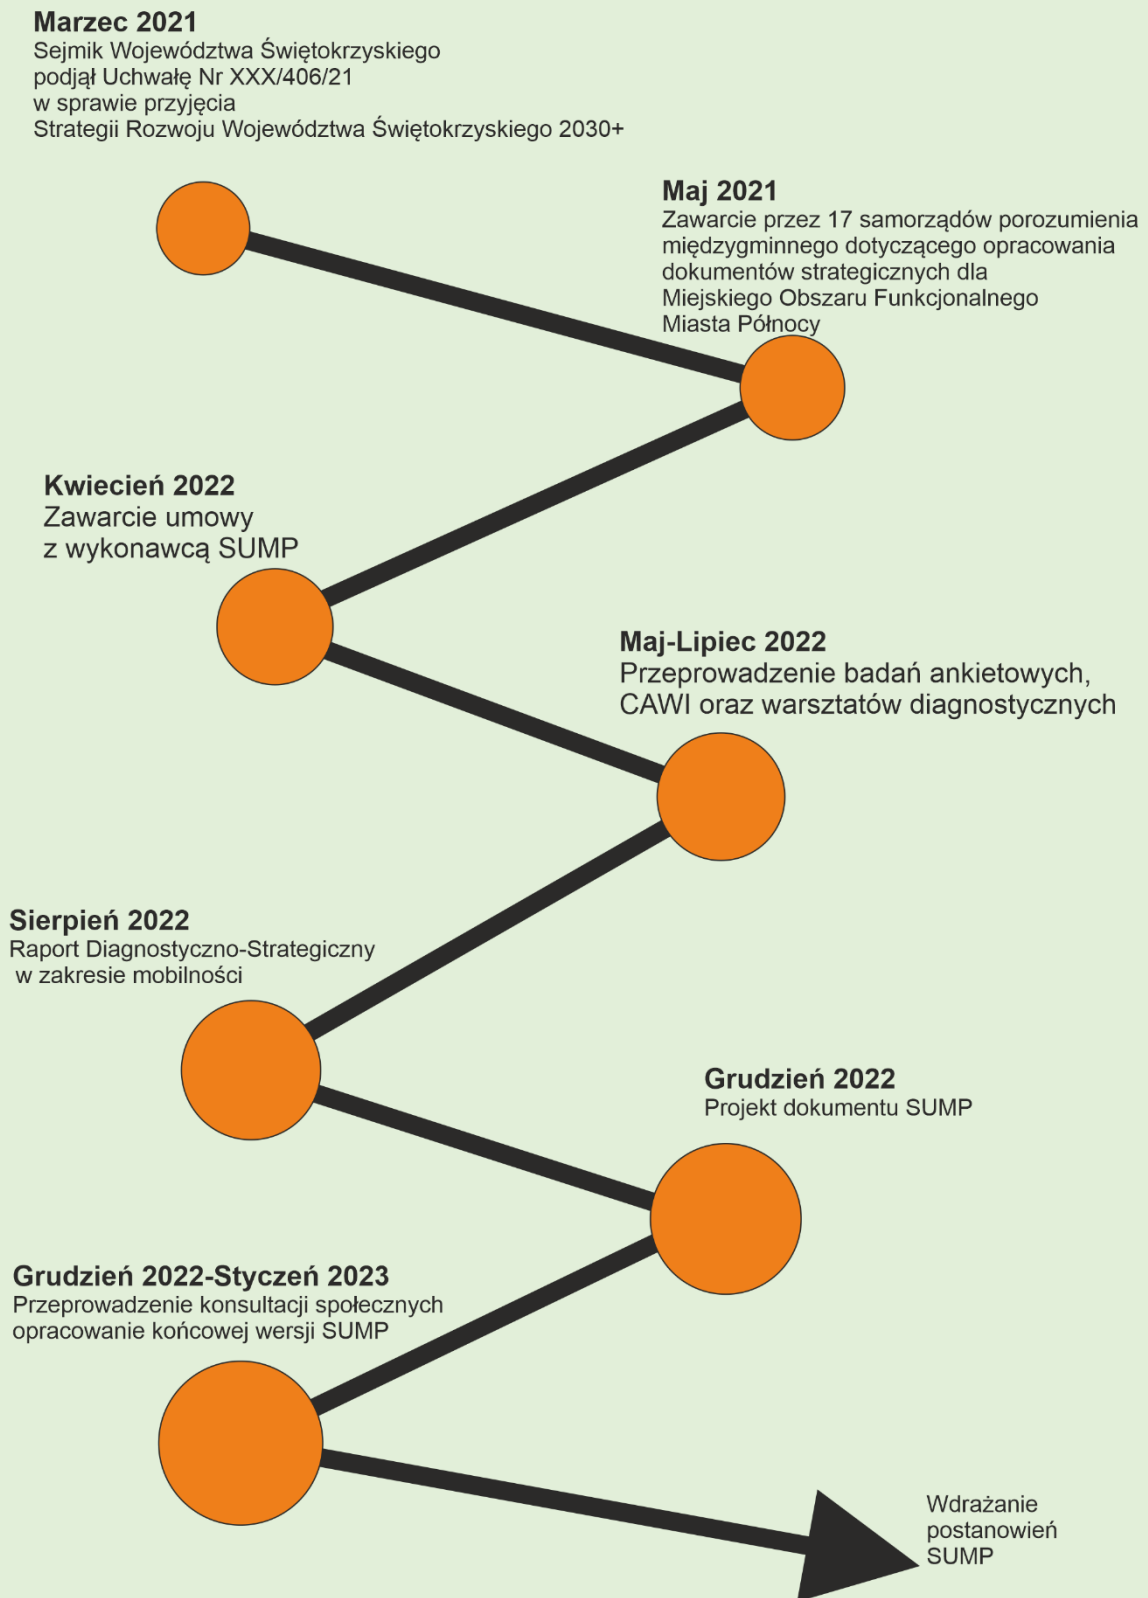 Marzec 2021
Sejmik Województwa Świętokrzyskiego
podjął Uchwałę Nr XXX/406/21
w sprawie przyjęcia
Strategii Rozwoju Województwa Świętokrzyskiego 2030+
Maj 2021
Zawarcie przez 17 samorządów porozumienia
międzygminnego dotyczącego opracowania
dokumentów strategicznych dla
Miejskiego Obszaru Funkcjonalnego
Miasta Północy
Kwiecień 2022
Zawarcie umowy
z wykonawcą SUMP
Maj-Lipiec 2022
Przeprowadzenie badań ankietowych,
CAWI oraz warsztatów diagnostycznych
Sierpień 2022
Raport Diagnostyczno-Strategiczny
w zakresie mobilności
Grudzień 2022
Projekt dokumentu SUMP
Grudzień 2022-Styczeń 2023
Przeprowadzenie konsultacji społecznych
opracowanie końcowej wersji SUMP
Wdrażanie
postanowień
SUMP